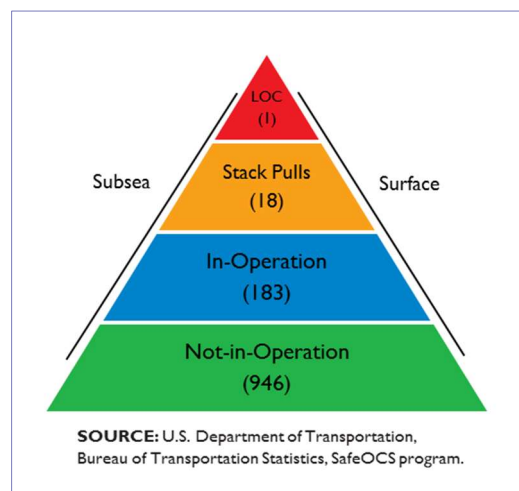 LOC
(1)
Stack Pulls
(18)
Subsea
Surface
In-Operation
(183)
Not-in-Operation
(946)
SOURCE: U.S. Department of Transportation,
Bureau of Transportation Statistics, SafeOCS program.